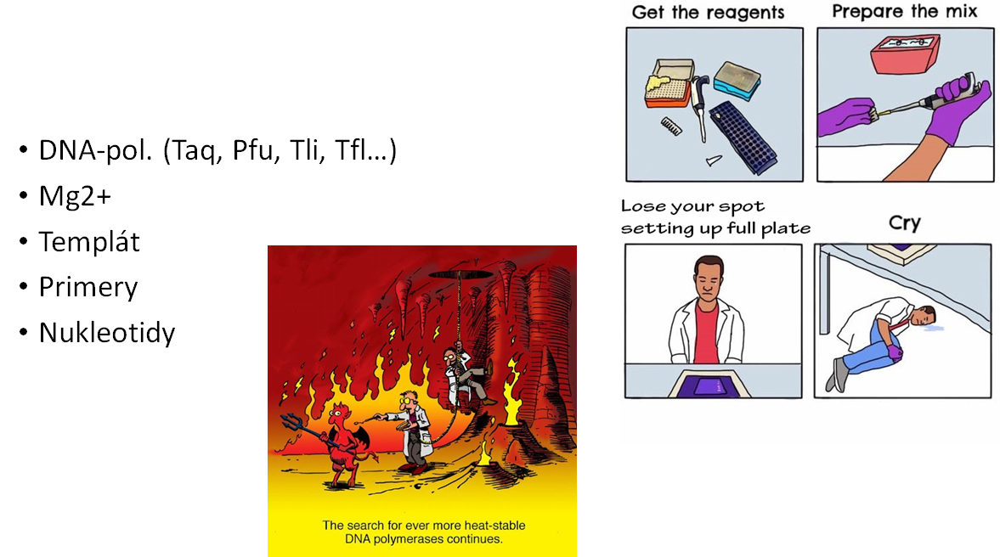 • DNA-pol. (Taq, Pfu, Tli, Tfl…)
• Mg2+
• Templát
• Primery
• Nukleotidy
The search for ever more heat-stable
DNA polymerases continues.
Get the reagents
Prepare the mix
Lose your spot
setting up full plate
Cry